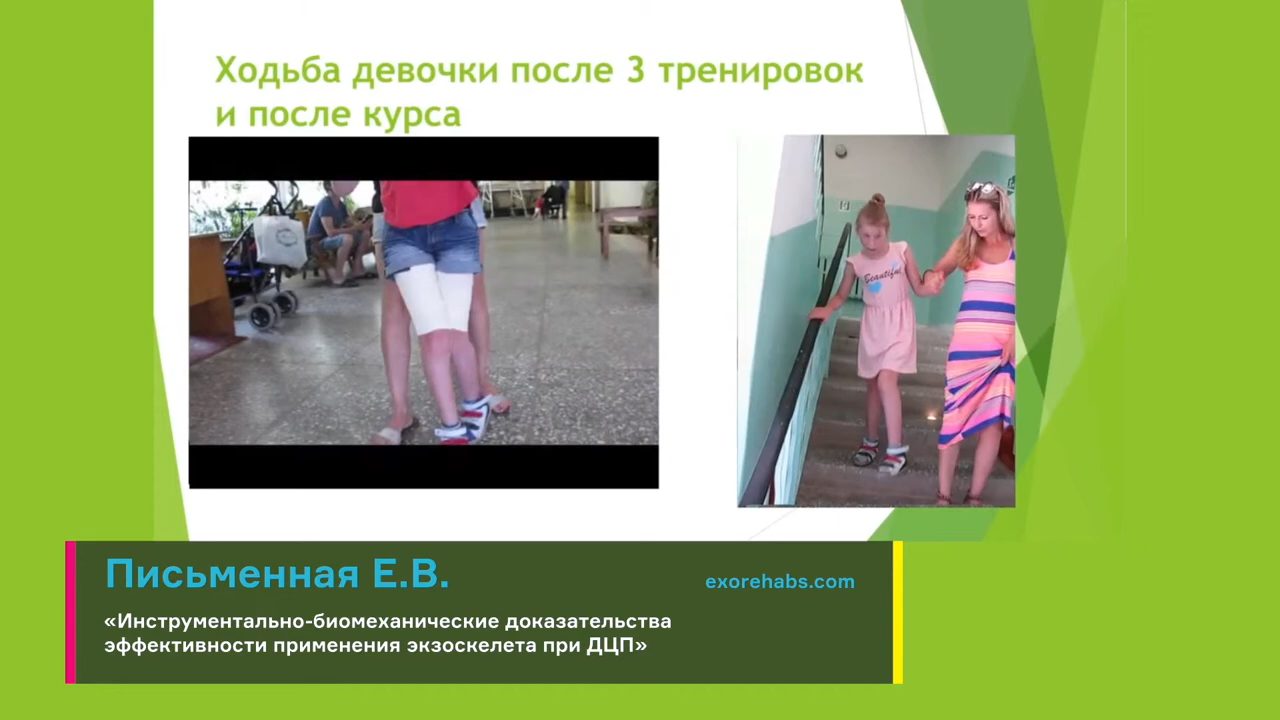 Ходьба девочки после 3 тренировок
и после курса
Beautiful
Письменная Е.В.
exorehabs.com
«Инструментально-биомеханические доказательства
эффективности применения экзоскелета при ДЦП»